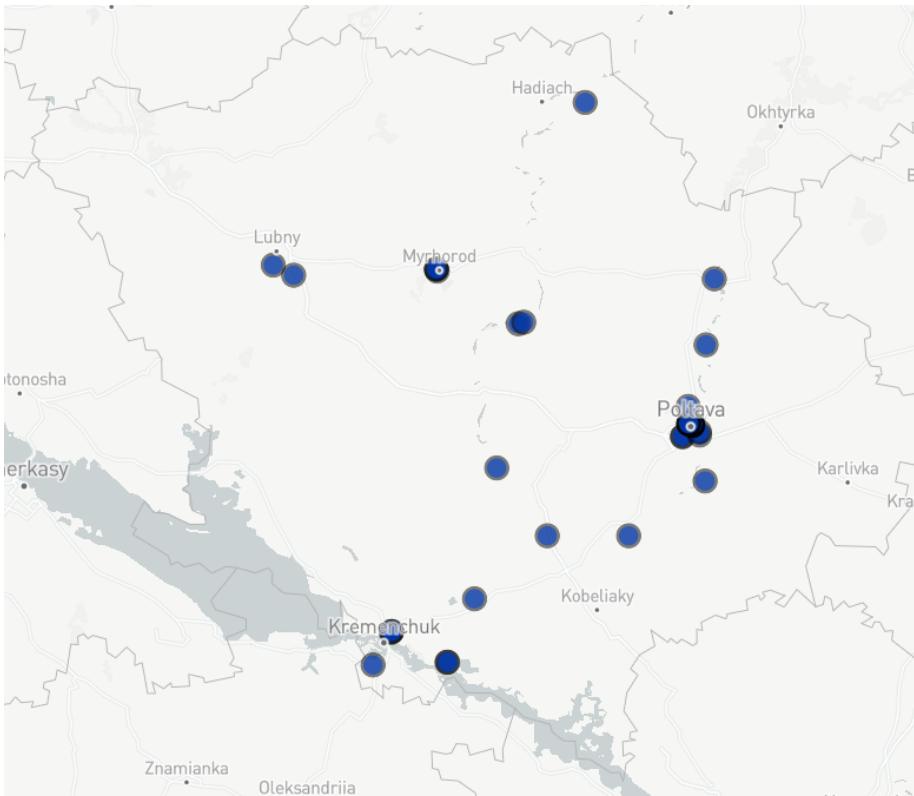 Hadiach
Okhtyrka
Lubny
Myrhorod
otonosha
Poltava
erkasy
Karlivka
Kra
Kobeliaky
Kremenchuk
Znamianka
Oleksandriia